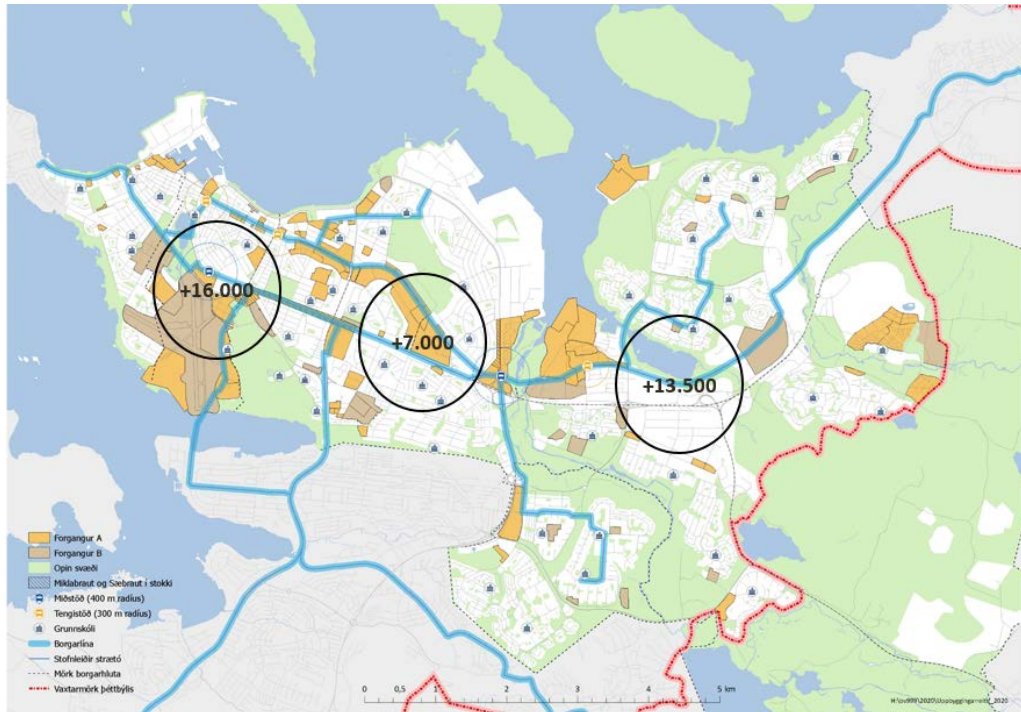 +16.000
+7.000
+13.500
Forgangur A
Forgangur B
Opin svæði
Miklabraut og Sæbraut í stokki
Miðstöð (400 m radíus)
Tengistöð (300 m radíus)
Grunnskóli
Borgarlína
Stofnleiðir strætó
Mörk borgarhluta
Vaxtarmörk þéttbýlis
0 0,5 1 2 3 4 5 km